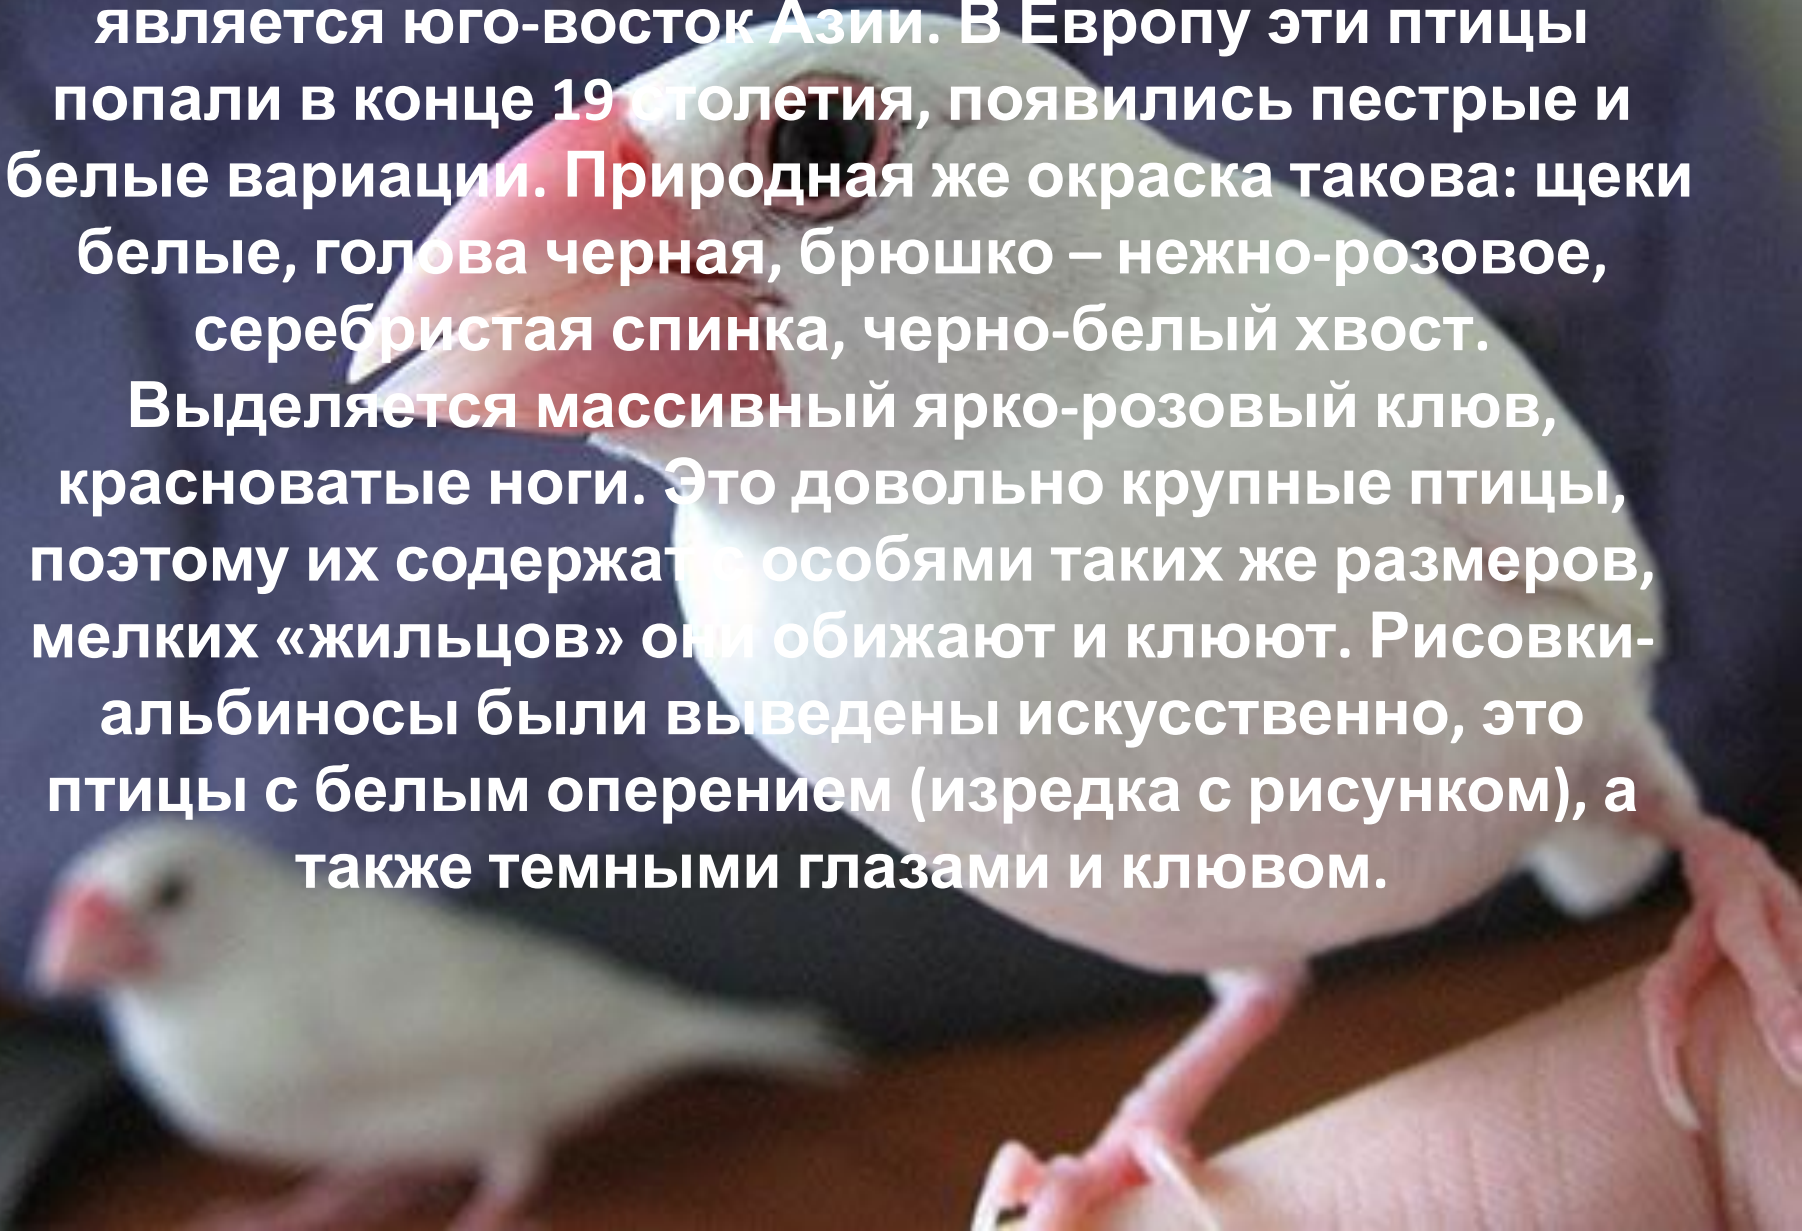 является юго-восток Азии. В Европу эти птицы
попали в конце 19 столетия, появились пестрые и
белые вариации. Природная же окраска такова: щеки
белые, голова черная, брюшко – нежно-розовое,
серебристая спинка, черно-белый хвост.
Выделяется массивный ярко-розовый клюв,
красноватые ноги. Это довольно крупные птицы,
поэтому их содержат с особями таких же размеров,
мелких «жильцов» они обижают и клюют. Рисовки-
альбиносы были выведены искусственно, это
птицы с белым оперением (изредка с рисунком), а
также темными глазами и клювом.